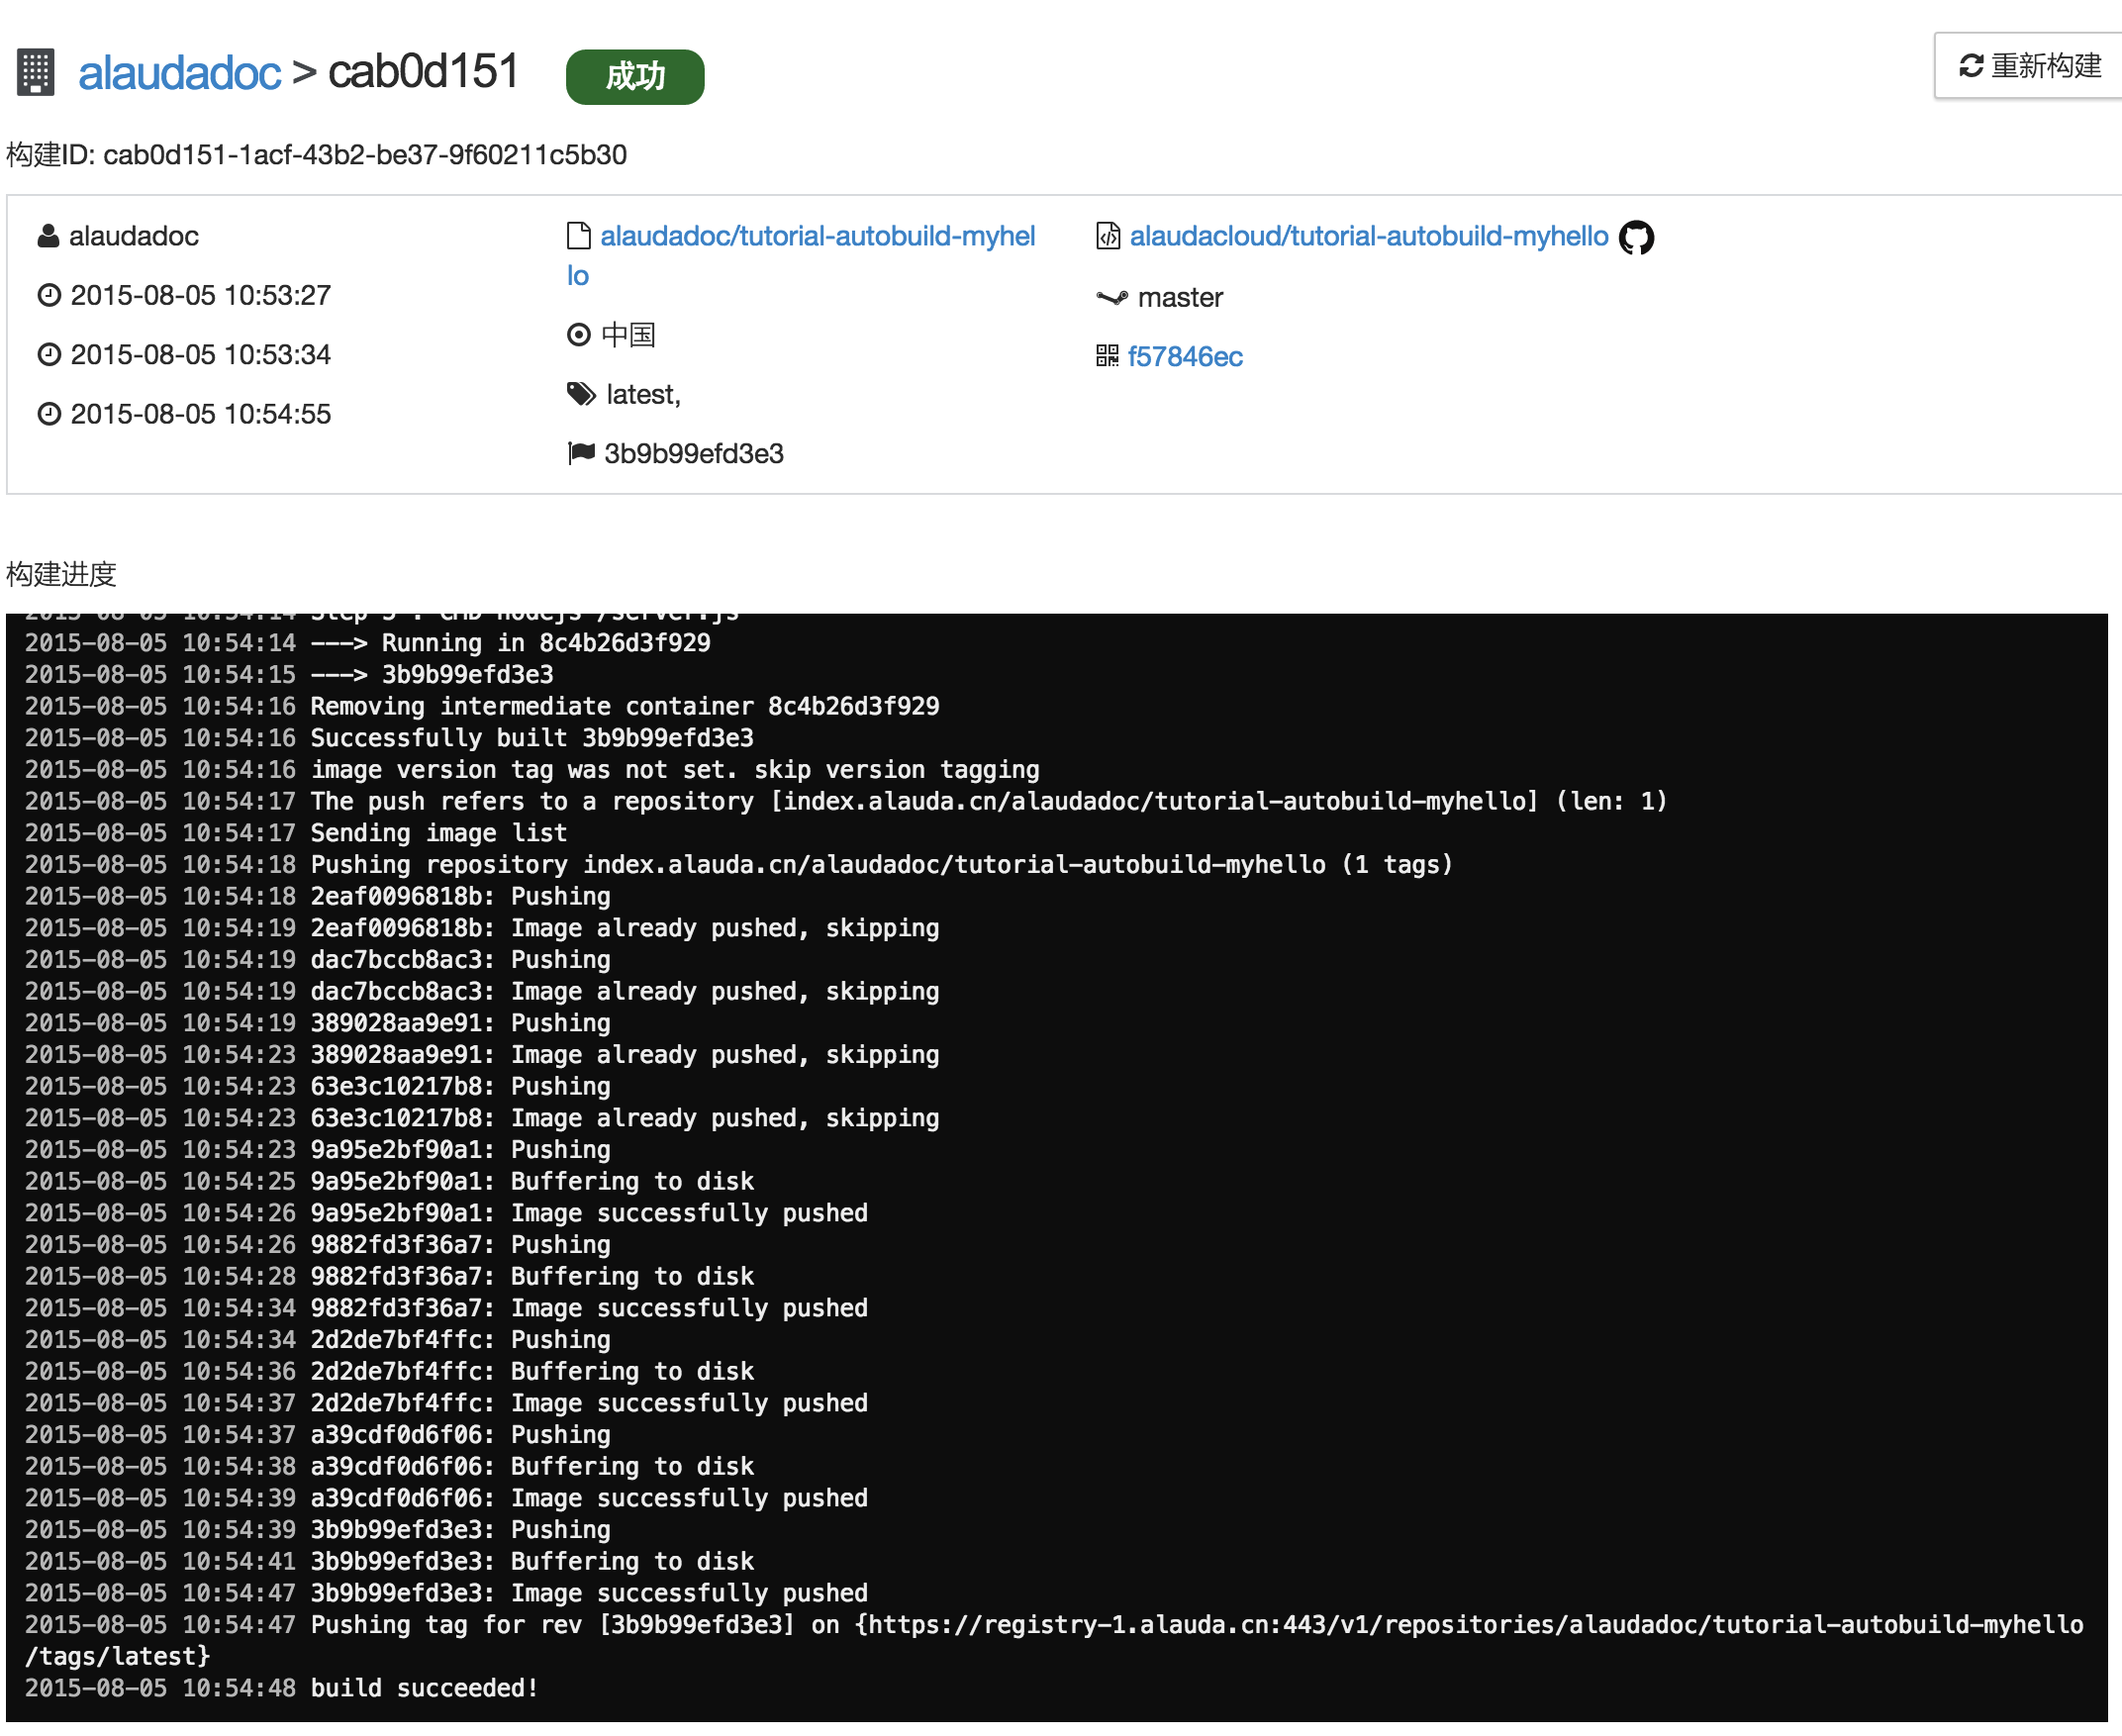 alaudadoc > cab0d151 成功
重新构建
构建ID: cab0d151-1acf-43b2-be37-9f60211c5b30
alaudadoc
2015-08-05 10:53:27
2015-08-05 10:53:34
2015-08-05 10:54:55
alaudadoc/tutorial-autobuild-myhel
lo
中国
latest,
3b9b99efd3e3
alaudacloud/tutorial-autobuild-myhello
master
f57846ec
构建进度
2015-08-05 10:54:14 Step 5 : CMD nodejs /server.js
2015-08-05 10:54:14 ---> Running in 8c4b26d3f929
2015-08-05 10:54:15 ---> 3b9b99efd3e3
2015-08-05 10:54:16 Removing intermediate container 8c4b26d3f929
2015-08-05 10:54:16 Successfully built 3b9b99efd3e3
2015-08-05 10:54:16 image version tag was not set. skip version tagging
2015-08-05 10:54:17 The push refers to a repository [index.alauda.cn/alaudadoc/tutorial-autobuild-myhello] (len: 1)
2015-08-05 10:54:17 Sending image list
2015-08-05 10:54:18 Pushing repository index.alauda.cn/alaudadoc/tutorial-autobuild-myhello (1 tags)
2015-08-05 10:54:18 2eaf0096818b: Pushing
2015-08-05 10:54:19 2eaf0096818b: Image already pushed, skipping
2015-08-05 10:54:19 dac7bccb8ac3: Pushing
2015-08-05 10:54:19 dac7bccb8ac3: Image already pushed, skipping
2015-08-05 10:54:19 389028aa9e91: Pushing
2015-08-05 10:54:23 389028aa9e91: Image already pushed, skipping
2015-08-05 10:54:23 63e3c10217b8: Pushing
2015-08-05 10:54:23 63e3c10217b8: Image already pushed, skipping
2015-08-05 10:54:23 9a95e2bf90a1: Pushing
2015-08-05 10:54:25 9a95e2bf90a1: Buffering to disk
2015-08-05 10:54:26 9a95e2bf90a1: Image successfully pushed
2015-08-05 10:54:26 9882fd3f36a7: Pushing
2015-08-05 10:54:28 9882fd3f36a7: Buffering to disk
2015-08-05 10:54:34 9882fd3f36a7: Image successfully pushed
2015-08-05 10:54:34 2d2de7bf4ffc: Pushing
2015-08-05 10:54:36 2d2de7bf4ffc: Buffering to disk
2015-08-05 10:54:37 2d2de7bf4ffc: Image successfully pushed
2015-08-05 10:54:37 a39cdf0d6f06: Pushing
2015-08-05 10:54:38 a39cdf0d6f06: Buffering to disk
2015-08-05 10:54:39 a39cdf0d6f06: Image successfully pushed
2015-08-05 10:54:39 3b9b99efd3e3: Pushing
2015-08-05 10:54:41 3b9b99efd3e3: Buffering to disk
2015-08-05 10:54:47 3b9b99efd3e3: Image successfully pushed
2015-08-05 10:54:47 Pushing tag for rev [3b9b99efd3e3] on {https://registry-1.alauda.cn:443/v1/repositories/alaudadoc/tutorial-autobuild-myhello
/tags/latest}
2015-08-05 10:54:48 build succeeded!